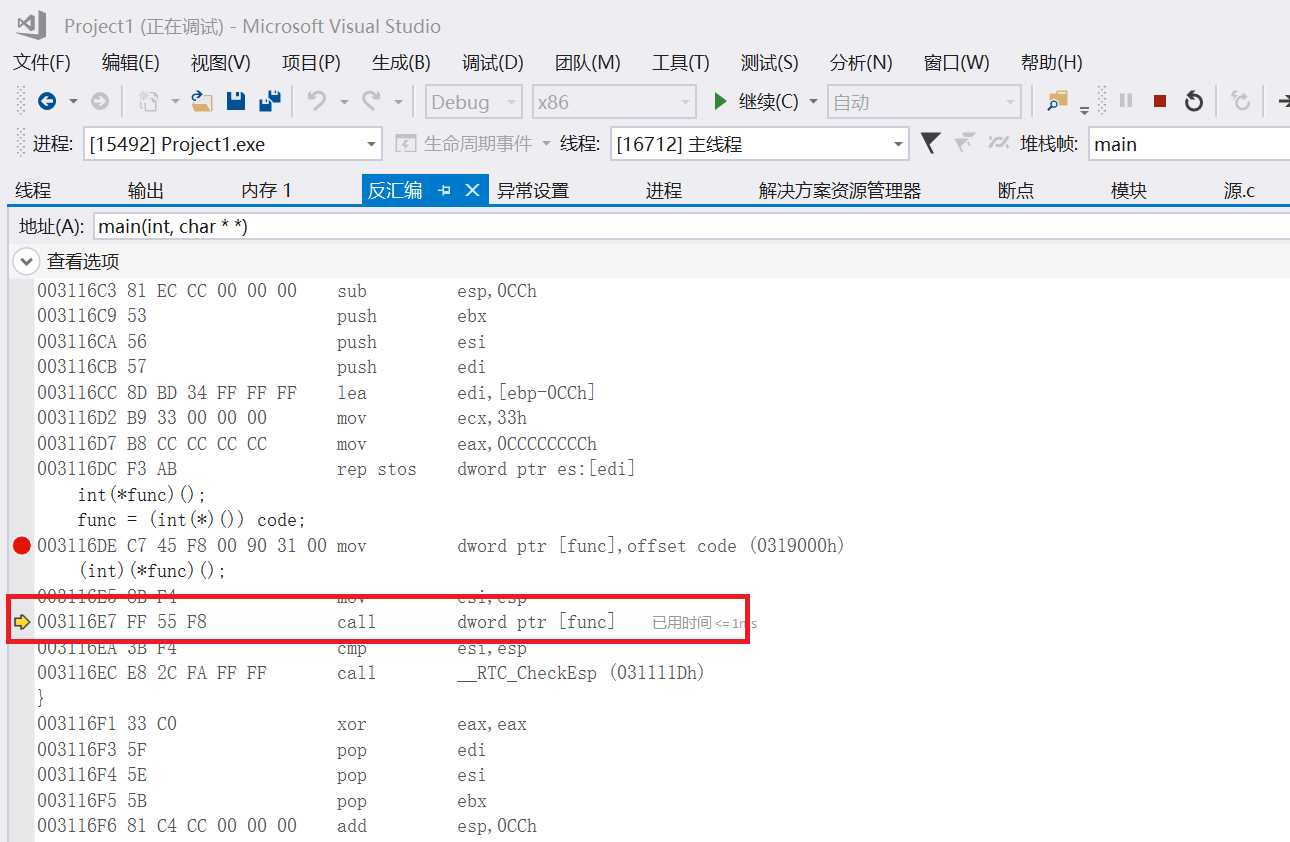 Project1 (正在调试) - Microsoft Visual Studio
文件(F) 编辑(E) 视图(V) 项目(P) 生成(B) 调试(D) 团队(M) 工具(T) 测试(S) 分析(N) 窗口(W) 帮助(H)
Debug x86 继续(C) 自动
进程: [15492] Project1.exe 生命周期事件 线程: [16712] 主线程 堆栈帧: main
线程 输出 内存 1 反汇编 异常设置 进程 解决方案资源管理器 断点 模块 源.c
地址(A): main(int, char * *)
查看选项
003116C3 81 EC CC 00 00 00 sub esp,0CCh
003116C9 53 push ebx
003116CA 56 push esi
003116CB 57 push edi
003116CC 8D BD 34 FF FF FF lea edi,[ebp-0CCh]
003116D2 B9 33 00 00 00 mov ecx,33h
003116D7 B8 CC CC CC CC mov eax,0CCCCCCCCh
003116DC F3 AB rep stos dword ptr es:[edi]
int(*func)();
func = (int(*)()) code;
003116DE C7 45 F8 00 90 31 00 mov dword ptr [func],offset code (0319000h)
(int)(*func)();
003116E5 8B F4 mov esi,esp
003116E7 FF 55 F8 call dword ptr [func] 已用时间 <= 1ms
003116EA 3B F4 cmp esi,esp
003116EC E8 2C FA FF FF call __RTC_CheckEsp (031111Dh)
}
003116F1 33 C0 xor eax,eax
003116F3 5F pop edi
003116F4 5E pop esi
003116F5 5B pop ebx
003116F6 81 C4 CC 00 00 00 add esp,0CCh